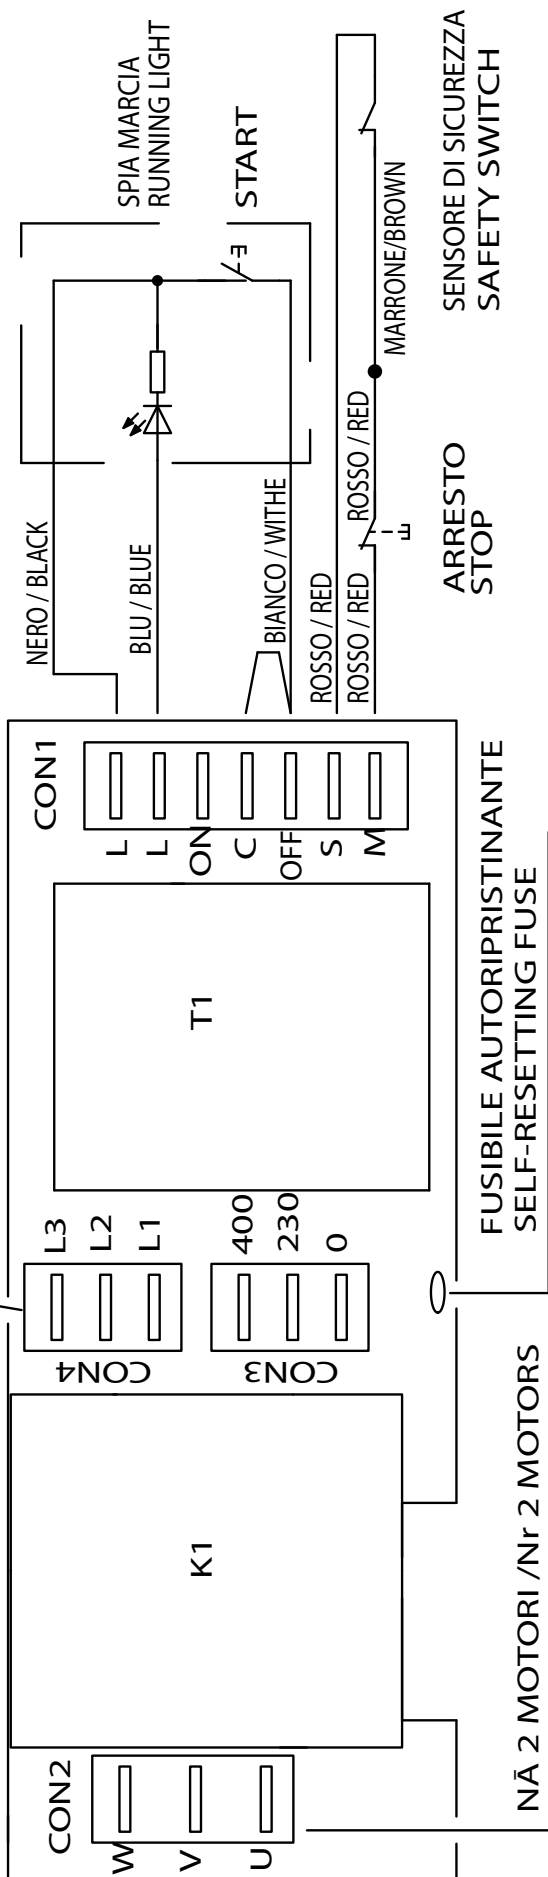 SPIA MARCIA
RUNNING LIGHT
START
SENSORE DI SICUREZZA
SAFETY SWITCH
MARRONE/BROWN
NERO / BLACK
BLU / BLUE
BIANCO / WITHE
ROSSO / RED
ROSSO / RED
ROSSO / RED
ARRESTO
STOP
CON1
L
L
ON
C
OFF
S
M
T1
FUSIBILE AUTORIPRISTINANTE
SELF-RESETTING FUSE
L3
L2
L1
CON4
400
230
0
CON3
K1
CON2
W
V
U
NĀ 2 MOTORI /Nr 2 MOTORS